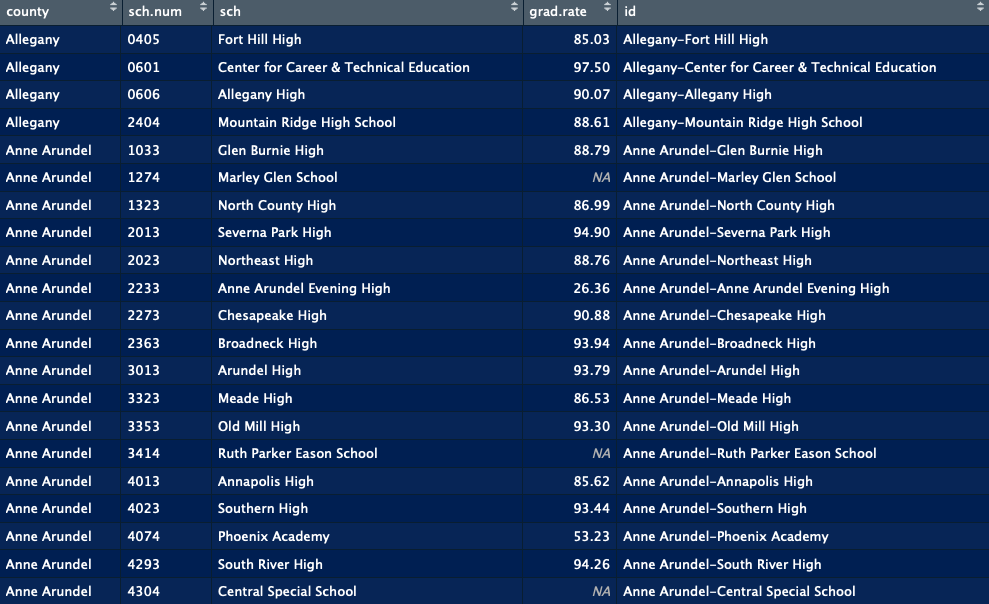 county sch.num sch grad.rate id
Allegany 0405 Fort Hill High 85.03 Allegany-Fort Hill High
Allegany 0601 Center for Career & Technical Education 97.50 Allegany-Center for Career & Technical Education
Allegany 0606 Allegany High 90.07 Allegany-Allegany High
Allegany 2404 Mountain Ridge High School 88.61 Allegany-Mountain Ridge High School
Anne Arundel 1033 Glen Burnie High 88.79 Anne Arundel-Glen Burnie High
Anne Arundel 1274 Marley Glen School NA Anne Arundel-Marley Glen School
Anne Arundel 1323 North County High 86.99 Anne Arundel-North County High
Anne Arundel 2013 Severna Park High 94.90 Anne Arundel-Severna Park High
Anne Arundel 2023 Northeast High 88.76 Anne Arundel-Northeast High
Anne Arundel 2233 Anne Arundel Evening High 26.36 Anne Arundel-Anne Arundel Evening High
Anne Arundel 2273 Chesapeake High 90.88 Anne Arundel-Chesapeake High
Anne Arundel 2363 Broadneck High 93.94 Anne Arundel-Broadneck High
Anne Arundel 3013 Arundel High 93.79 Anne Arundel-Arundel High
Anne Arundel 3323 Meade High 86.53 Anne Arundel-Meade High
Anne Arundel 3353 Old Mill High 93.30 Anne Arundel-Old Mill High
Anne Arundel 3414 Ruth Parker Eason School NA Anne Arundel-Ruth Parker Eason School
Anne Arundel 4013 Annapolis High 85.62 Anne Arundel-Annapolis High
Anne Arundel 4023 Southern High 93.44 Anne Arundel-Southern High
Anne Arundel 4074 Phoenix Academy 53.23 Anne Arundel-Phoenix Academy
Anne Arundel 4293 South River High 94.26 Anne Arundel-South River High
Anne Arundel 4304 Central Special School NA Anne Arundel-Central Special School